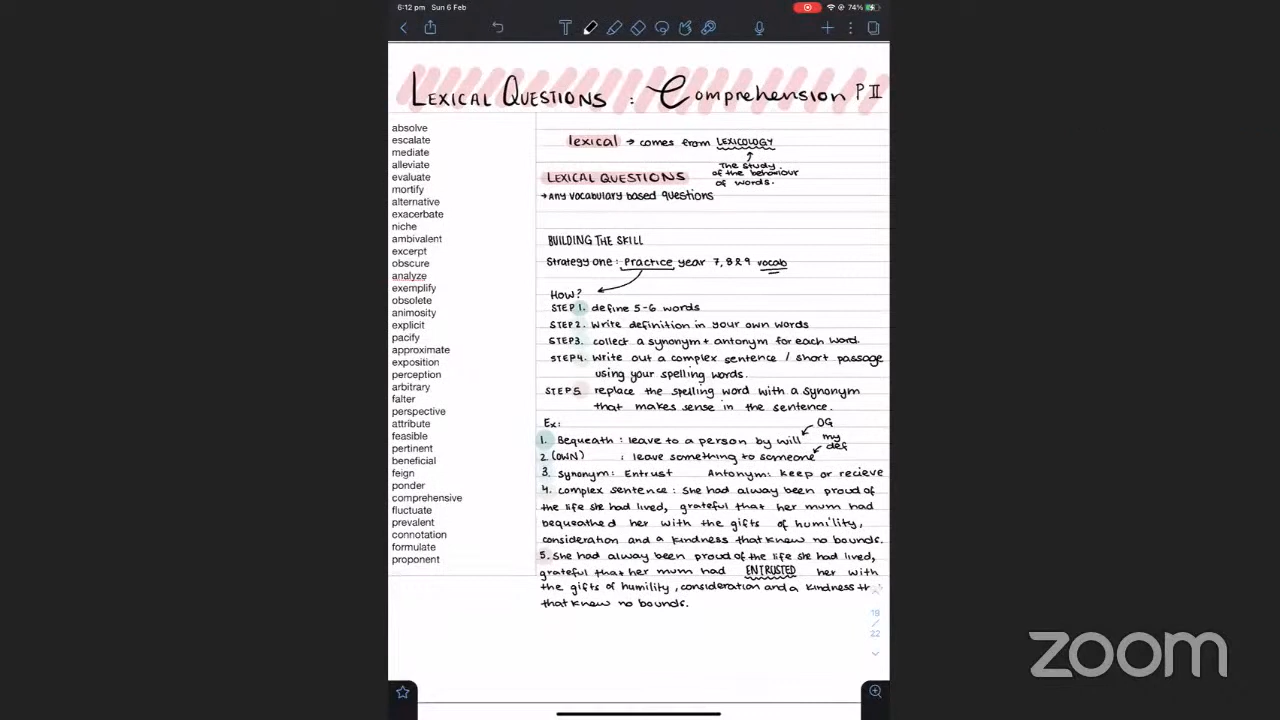 6:12 pm Sun 6 Feb
74%
LEXICAL QUESTIONS : Comprehension P II
absolve
escalate
mediate
alleviate
evaluate
mortify
alternative
exacerbate
niche
ambivalent
excerpt
obscure
analyze
exemplify
obsolete
animosity
explicit
pacify
approximate
exposition
perception
arbitrary
falter
perspective
attribute
feasible
pertinent
beneficial
feign
ponder
comprehensive
fluctuate
prevalent
connotation
formulate
proponent
lexical → comes from LEXICOLOGY
The study
of the behaviour
of words.
LEXICAL QUESTIONS
→ Any vocabulary based questions
BUILDING THE SKILL
Strategy one: Practice year 7, 8 & 9 vocab
How?
STEP 1. define 5-6 words
STEP 2. Write definition in your own words
STEP 3. collect a synonym + antonym for each word.
STEP 4. Write out a complex sentence / short passage
using your spelling words.
STEP 5. replace the spelling word with a synonym
that makes sense in the sentence.
Ex:
OG
1. Bequeath : leave to a person by will
my
def
2 (OWN) : leave something to someone
3. synonym: Entrust Antonym: keep or recieve
4. complex sentence : She had alway been proud of
the life she had lived, grateful that her mum had
bequeathed her with the gifts of humility,
consideration and a kindness that knew no bounds.
5. She had alway been proud of the life she had lived,
grateful that her mum had ENTRUSTED her with
the gifts of humility, consideration and a kindness th
that knew no bounds.
19
/
22
zoom